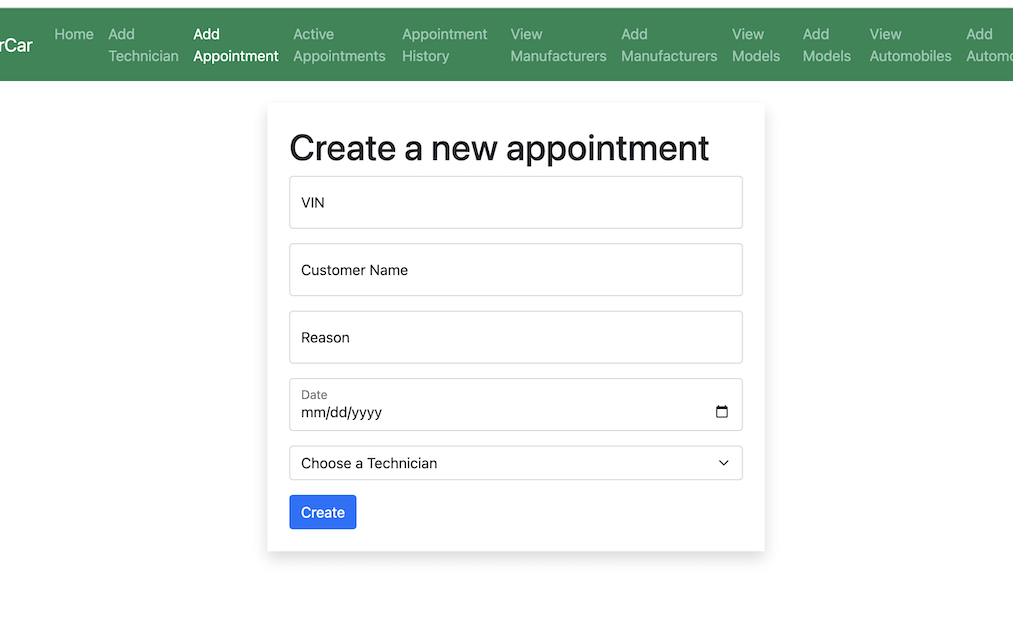 rCar
Home
Add Technician
Add Appointment
Active Appointments
Appointment History
View Manufacturers
Add Manufacturers
View Models
Add Models
View Automobiles
Add
Create a new appointment
VIN
Customer Name
Reason
Date
mm/dd/yyyy
Choose a Technician
Create